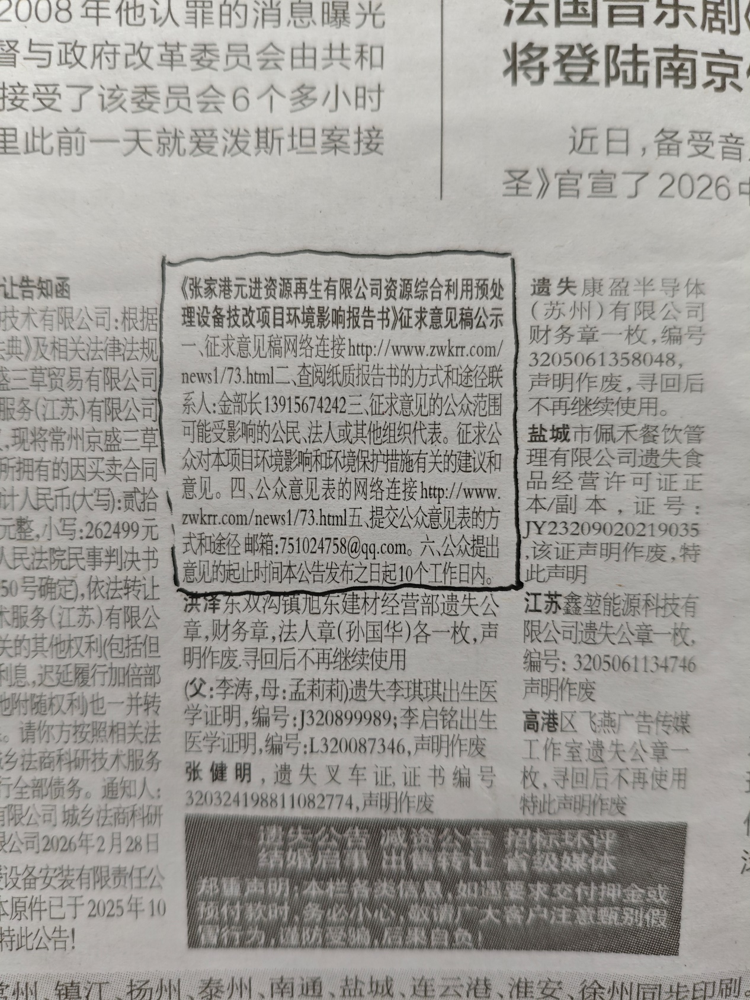 2008年他认罪的消息曝光
督与政府改革委员会由共和
接受了该委员会6个多小时
里此前一天就爱泼斯坦案接
法国音乐剧《
将登陆南京
近日,备受音
圣》官宣了2026中
让告知函
技术有限公司:根据
典》及相关法律法规
盛三草贸易有限公司
服务(江苏)有限公司
,现将常州京盛三草
所拥有的因买卖合同
计人民币(大写):贰拾
元整,小写:262499元
人民法院民事判决书
50号确定),依法转让
术服务(江苏)有限公
关的其他权利(包括但
利息,迟延履行加倍部
他附随权利)也一并转
。请你方按照相关法
乡法商科研技术服务
行全部债务。通知人:
有限公司 城乡法商科研
限公司2026年2月28日
设备安装有限责任公
本原件已于2025年10
特此公告!
《张家港元进资源再生有限公司资源综合利用预处
理设备技改项目环境影响报告书》征求意见稿公示
一、征求意见稿网络连接http://www.zwkrr.com/
news1/73.html二、查阅纸质报告书的方式和途径联
系人:金部长13915674242三、征求意见的公众范围
可能受影响的公民、法人或其他组织代表。征求公
众对本项目环境影响和环境保护措施有关的建议和
意见。四、公众意见表的网络连接http://www.
zwkrr.com/news1/73.html五、提交公众意见表的方
式和途径 邮箱:751024758@qq.com。六、公众提出
意见的起止时间本公告发布之日起10个工作日内。
洪泽东双沟镇旭东建材经营部遗失公
章,财务章,法人章(孙国华)各一枚,声
明作废.寻回后不再继续使用
(父:李涛,母:孟莉莉)遗失李琪琪出生医
学证明,编号:J320899989;李启铭出生
医学证明,编号:L320087346,声明作废
张健明,遗失叉车证,证书编号
320324198811082774,声明作废
遗失康盈半导体
(苏州)有限公司
财务章一枚,编号
3205061358048,
声明作废,寻回后
不再继续使用。
盐城市佩禾餐饮管
理有限公司遗失食
品经营许可证正
本/副本,证号:
JY23209020219035
,该证声明作废,特
此声明
江苏鑫堃能源科技有
限公司遗失公章一枚,
编号:3205061134746
声明作废
高港区飞燕广告传媒
工作室遗失公章一
枚,寻回后不再使用
特此声明作废
遗失公告 减资公告 招标环评
结婚启事 出售转让 省级媒体
郑重声明,本栏各类信息,如遇要求交付押金或
预付款时,务必小心,敬请广大客户注意甄别假
冒行为,谨防受骗,后果自负!
常州、镇江、扬州、泰州、南通、盐城、连云港、淮安、徐州同步印刷。